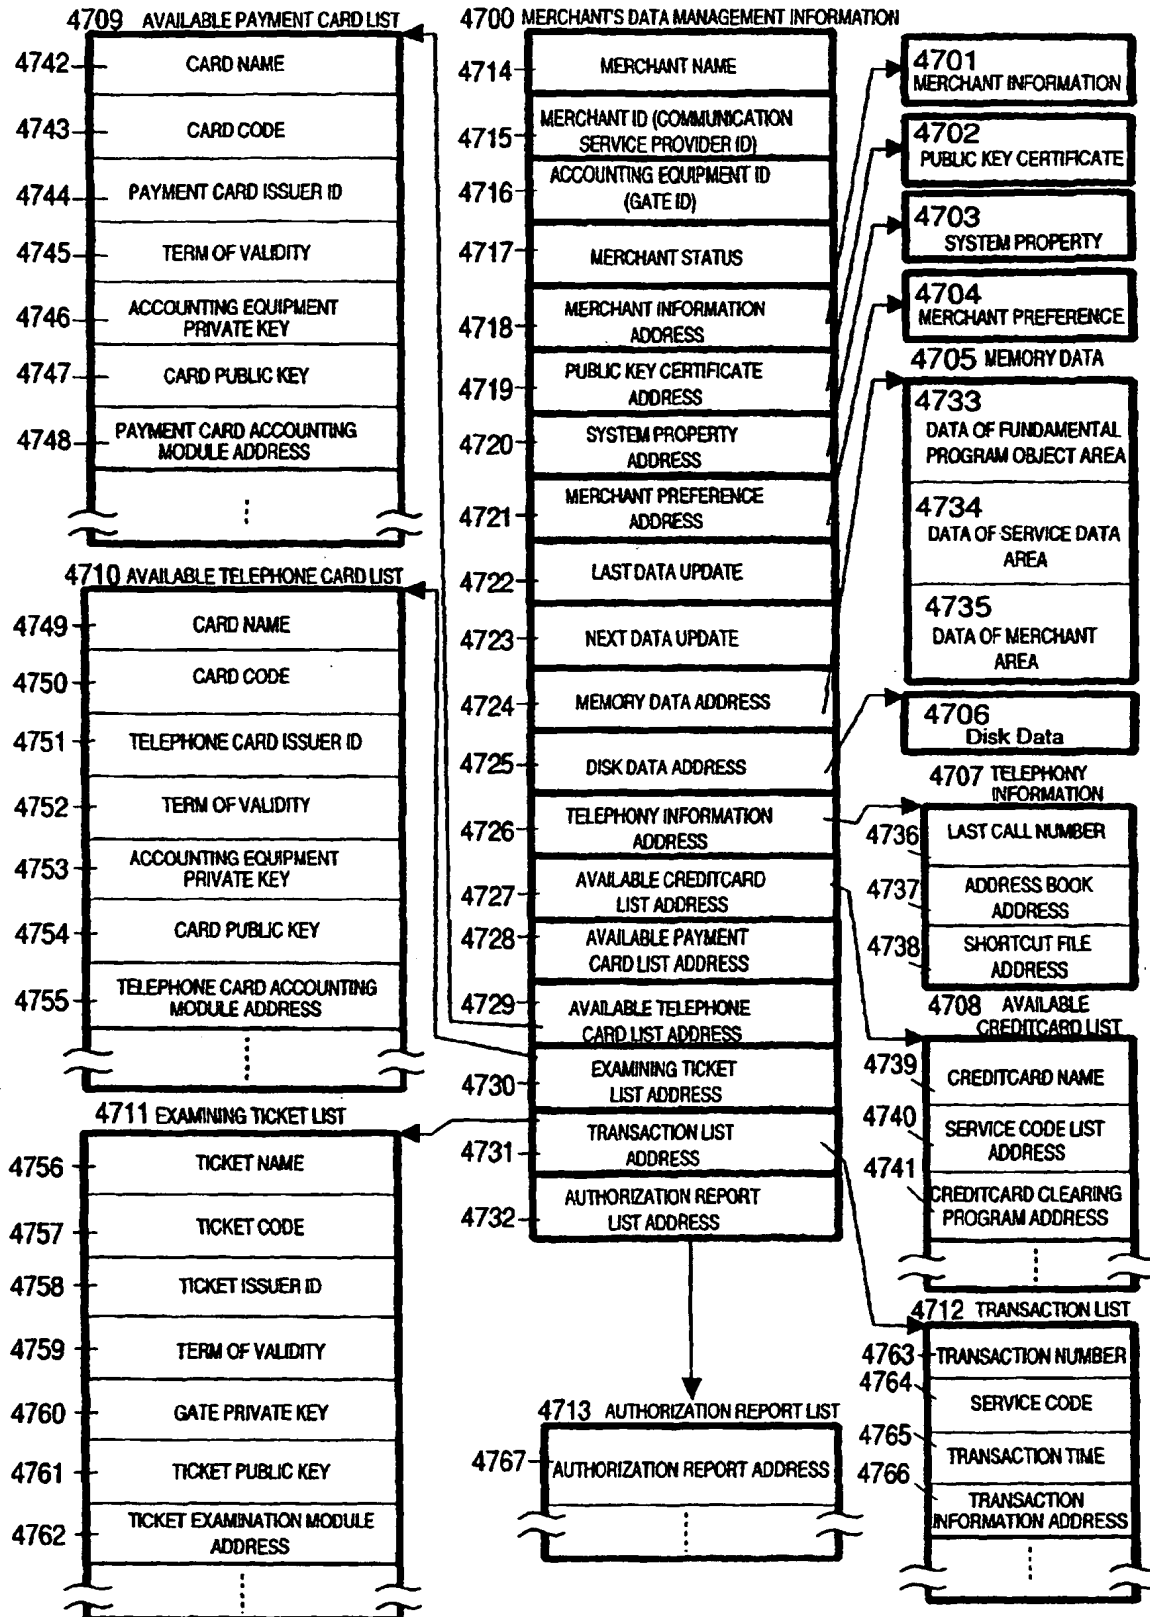 4709 AVAILABLE PAYMENT CARD LIST
4742 CARD NAME
4743 CARD CODE
4744 PAYMENT CARD ISSUER ID
4745 TERM OF VALIDITY
4746 ACCOUNTING EQUIPMENT
PRIVATE KEY
4747 CARD PUBLIC KEY
4748 PAYMENT CARD ACCOUNTING
MODULE ADDRESS
4710 AVAILABLE TELEPHONE CARD LIST
4749 CARD NAME
4750 CARD CODE
4751 TELEPHONE CARD ISSUER ID
4752 TERM OF VALIDITY
4753 ACCOUNTING EQUIPMENT
PRIVATE KEY
4754 CARD PUBLIC KEY
4755 TELEPHONE CARD ACCOUNTING
MODULE ADDRESS
4711 EXAMINING TICKET LIST
4756 TICKET NAME
4757 TICKET CODE
4758 TICKET ISSUER ID
4759 TERM OF VALIDITY
4760 GATE PRIVATE KEY
4761 TICKET PUBLIC KEY
4762 TICKET EXAMINATION MODULE
ADDRESS
4700 MERCHANT'S DATA MANAGEMENT INFORMATION
4714 MERCHANT NAME
4715 MERCHANT ID (COMMUNICATION
SERVICE PROVIDER ID)
4716 ACCOUNTING EQUIPMENT ID
(GATE ID)
4717 MERCHANT STATUS
4718 MERCHANT INFORMATION
ADDRESS
4719 PUBLIC KEY CERTIFICATE
ADDRESS
4720 SYSTEM PROPERTY
ADDRESS
4721 MERCHANT PREFERENCE
ADDRESS
4722 LAST DATA UPDATE
4723 NEXT DATA UPDATE
4724 MEMORY DATA ADDRESS
4725 DISK DATA ADDRESS
4726 TELEPHONY INFORMATION
ADDRESS
4727 AVAILABLE CREDITCARD
LIST ADDRESS
4728 AVAILABLE PAYMENT
CARD LIST ADDRESS
4729 AVAILABLE TELEPHONE
CARD LIST ADDRESS
4730 EXAMINING TICKET
LIST ADDRESS
4731 TRANSACTION LIST
ADDRESS
4732 AUTHORIZATION REPORT
LIST ADDRESS
4713 AUTHORIZATION REPORT LIST
4767 AUTHORIZATION REPORT ADDRESS
4701
MERCHANT INFORMATION
4702
PUBLIC KEY CERTIFICATE
4703
SYSTEM PROPERTY
4704
MERCHANT PREFERENCE
4705 MEMORY DATA
4733
DATA OF FUNDAMENTAL
PROGRAM OBJECT AREA
4734
DATA OF SERVICE DATA
AREA
4735
DATA OF MERCHANT
AREA
4706
Disk Data
4707 TELEPHONY
INFORMATION
4736 LAST CALL NUMBER
4737 ADDRESS BOOK
ADDRESS
4738 SHORTCUT FILE
ADDRESS
4708 AVAILABLE
CREDITCARD LIST
4739 CREDITCARD NAME
4740 SERVICE CODE LIST
ADDRESS
4741 CREDITCARD CLEARING
PROGRAM ADDRESS
4712 TRANSACTION LIST
4763 TRANSACTION NUMBER
4764 SERVICE CODE
4765 TRANSACTION TIME
4766 TRANSACTION
INFORMATION ADDRESS